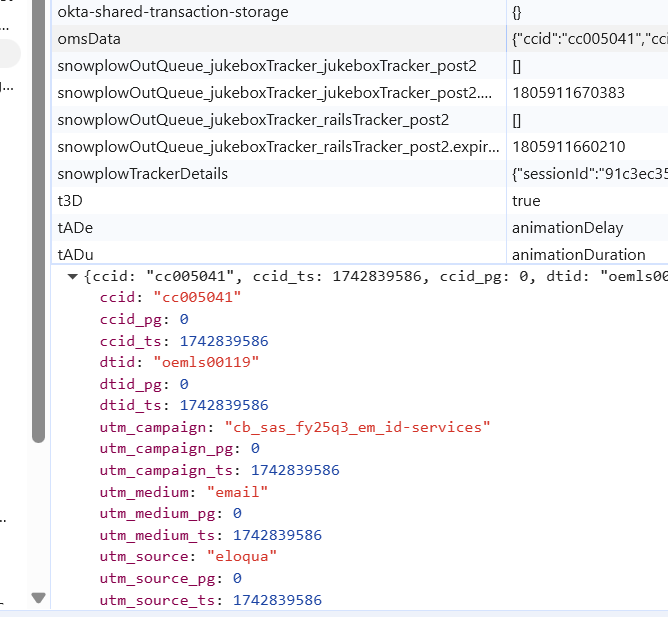 okta-shared-transaction-storage {}
omsData {"ccid":"cc005041","cci
snowplowOutQueue_jukeboxTracker_jukeboxTracker_post2 []
snowplowOutQueue_jukeboxTracker_jukeboxTracker_post2.... 1805911670383
snowplowOutQueue_jukeboxTracker_railsTracker_post2 []
snowplowOutQueue_jukeboxTracker_railsTracker_post2.expir... 1805911660210
snowplowTrackerDetails {"sessionId":"91c3ec35
t3D true
tADe animationDelay
tADu animationDuration
{ccid: "cc005041", ccid_ts: 1742839586, ccid_pg: 0, dtid: "oemls00
ccid: "cc005041"
ccid_pg: 0
ccid_ts: 1742839586
dtid: "oemls00119"
dtid_pg: 0
dtid_ts: 1742839586
utm_campaign: "cb_sas_fy25q3_em_id-services"
utm_campaign_pg: 0
utm_campaign_ts: 1742839586
utm_medium: "email"
utm_medium_pg: 0
utm_medium_ts: 1742839586
utm_source: "eloqua"
utm_source_pg: 0
utm_source_ts: 1742839586